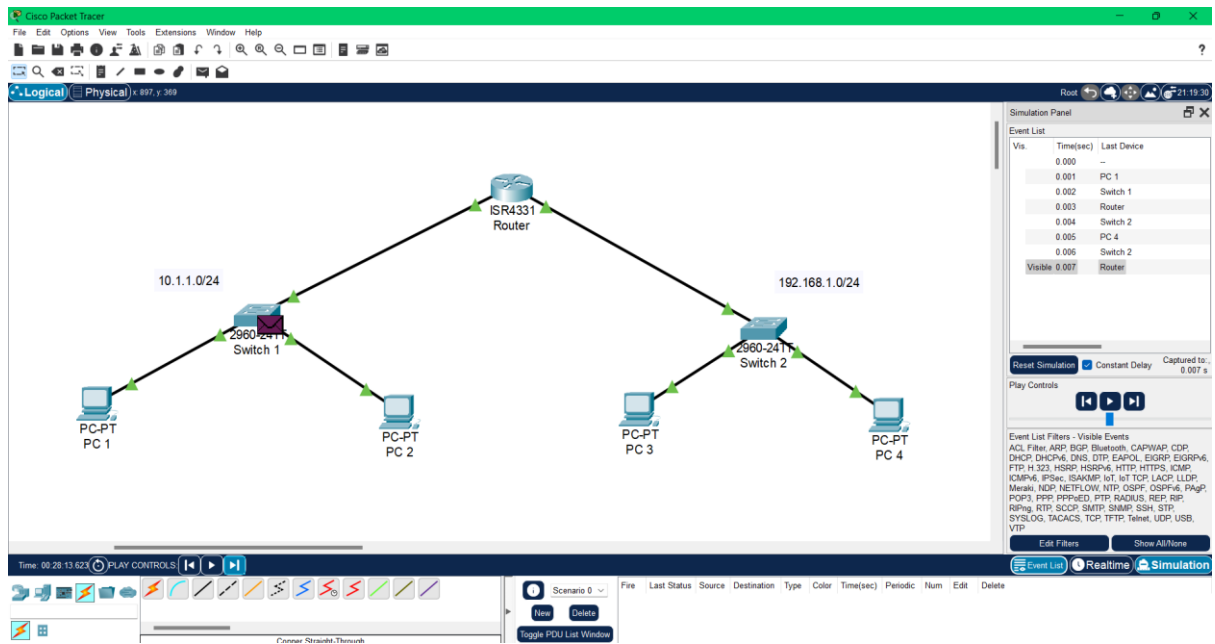 Cisco Packet Tracer
File Edit Options View Tools Extensions Window Help
?
Logical Physical x: 897, y: 369
Root 21:19:30
Simulation Panel
Event List
Vis. Time(sec) Last Device
0.000 --
0.001 PC 1
0.002 Switch 1
0.003 Router
0.004 Switch 2
0.005 PC 4
0.006 Switch 2
Visible 0.007 Router
Reset Simulation Constant Delay Captured to:,
0.007 s
Play Controls
Event List Filters - Visible Events
ACL Filter, ARP, BGP, Bluetooth, CAPWAP, CDP,
DHCP, DHCPv6, DNS, DTP, EAPOL, EIGRP, EIGRPv6,
FTP, H.323, HSRP, HSRPv6, HTTP, HTTPS, ICMP,
ICMPv6, IPSec, ISAKMP, IoT, IoT TCP, LACP, LLDP,
Meraki, NDP, NETFLOW, NTP, OSPF, OSPFv6, PAgP,
POP3, PPP, PPPoED, PTP, RADIUS, REP, RIP,
RIPng, RTP, SCCP, SMTP, SNMP, SSH, STP,
SYSLOG, TACACS, TCP, TFTP, Telnet, UDP, USB,
VTP
Edit Filters Show All/None
Event List Realtime Simulation
ISR4331
Router
10.1.1.0/24
192.168.1.0/24
2960-24TT
Switch 1
2960-24TT
Switch 2
PC-PT
PC 1
PC-PT
PC 2
PC-PT
PC 3
PC-PT
PC 4
Time: 00:28:13.623 PLAY CONTROLS:
Copper Straight-Through
Scenario 0
New Delete
Toggle PDU List Window
Fire Last Status Source Destination Type Color Time(sec) Periodic Num Edit Delete